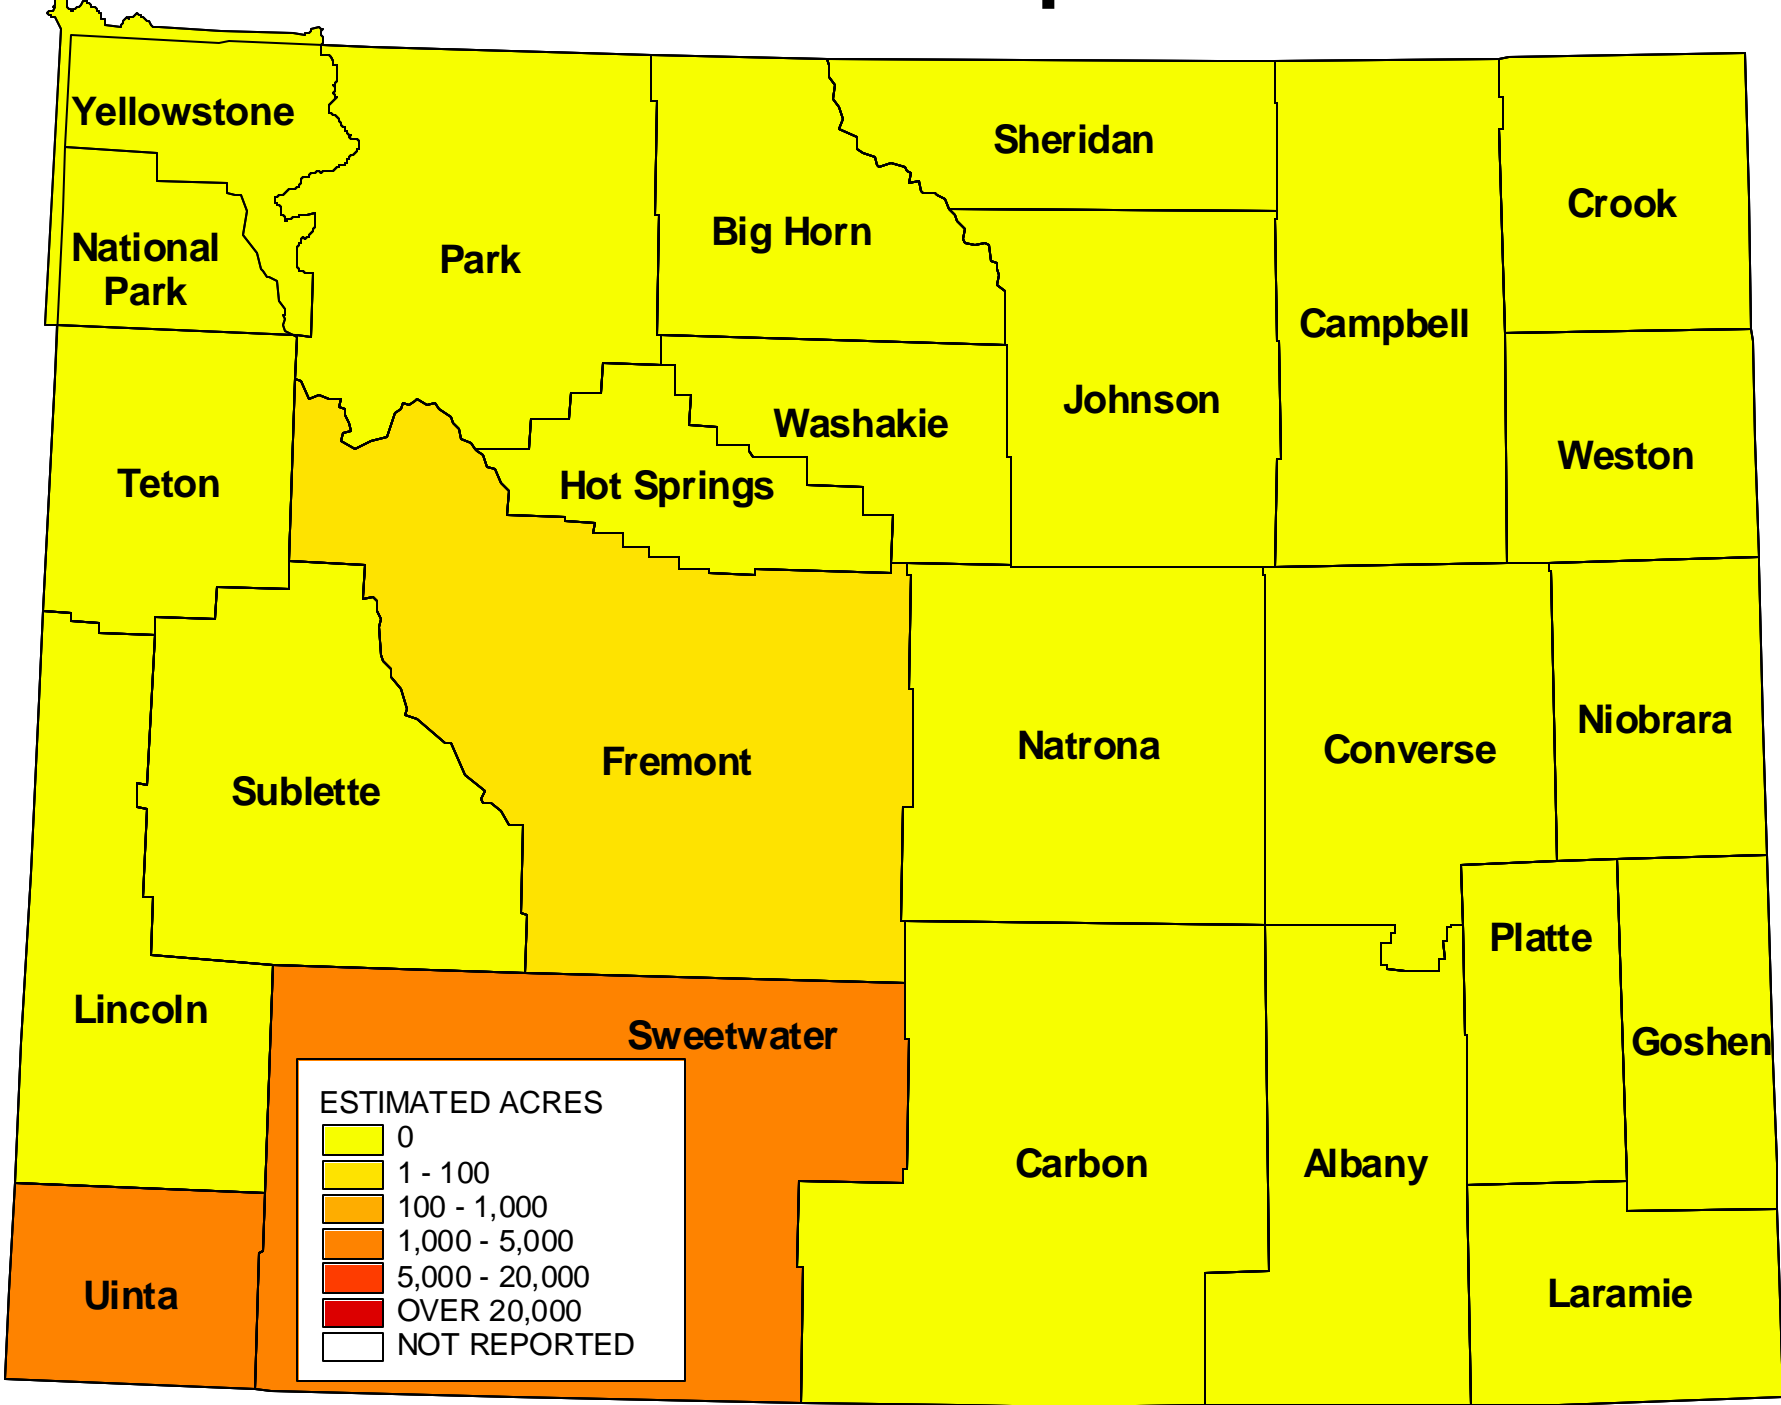 Yellowstone
National
Park
Park
Big Horn
Sheridan
Campbell
Crook
Johnson
Washakie
Hot Springs
Weston
Teton
Sublette
Fremont
Natrona
Converse
Niobrara
Platte
Goshen
Lincoln
Sweetwater
Carbon
Albany
Laramie
Uinta
ESTIMATED ACRES
0
1 - 100
100 - 1,000
1,000 - 5,000
5,000 - 20,000
OVER 20,000
NOT REPORTED